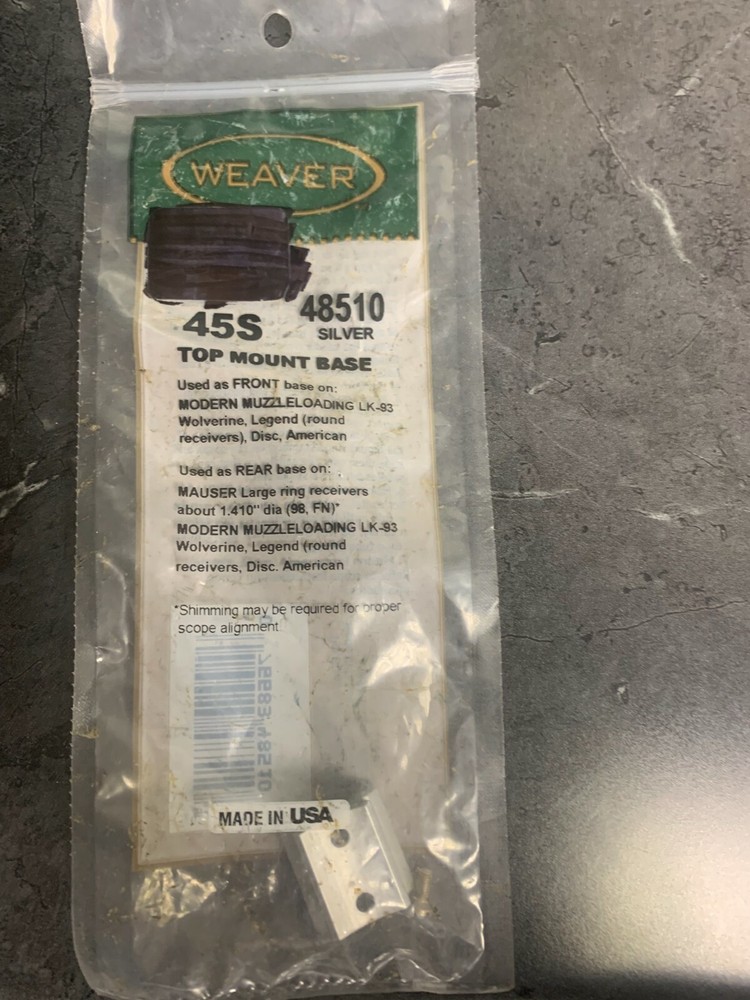 WEAVER
45S 48510
SILVER
TOP MOUNT BASE
Used as FRONT base on:
MODERN MUZZLELOADING LK-93
Wolverine, Legend (round
receivers), Disc, American
Used as REAR base on:
MAUSER Large ring receivers
about 1.410" dia (98, FN)*
MODERN MUZZLELOADING LK-93
Wolverine, Legend (round
receivers, Disc. American
*Shimming may be required for proper
scope alignment
MADE IN USA